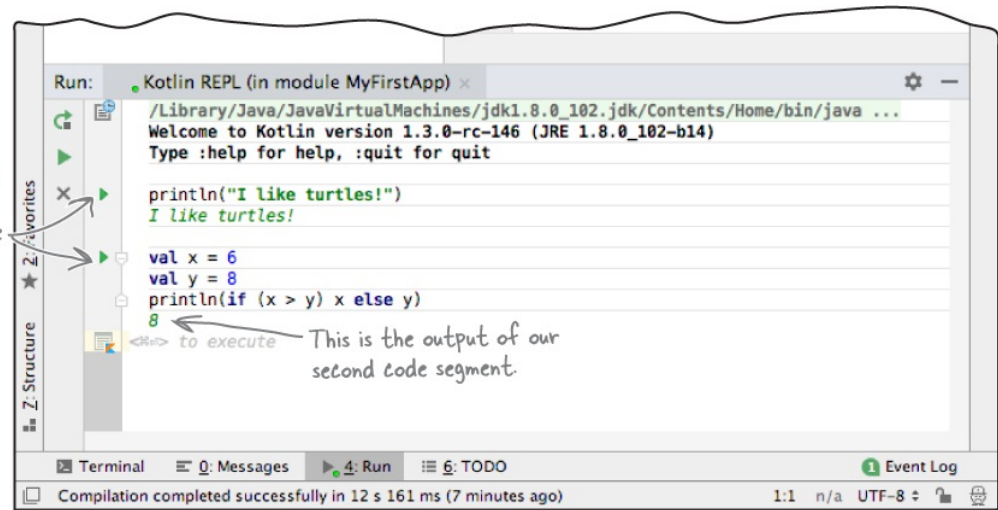 Run: Kotlin REPL (in module MyFirstApp) ×
/Library/Java/JavaVirtualMachines/jdk1.8.0_102.jdk/Contents/Home/bin/java ...
Welcome to Kotlin version 1.3.0-rc-146 (JRE 1.8.0_102-b14)
Type :help for help, :quit for quit
println("I like turtles!")
I like turtles!
val x = 6
val y = 8
println(if (x > y) x else y)
8
<⌘⏎> to execute
This is the output of our
second code segment.
2: Favorites
Z: Structure
Terminal 0: Messages 4: Run 6: TODO 1 Event Log
Compilation completed successfully in 12 s 161 ms (7 minutes ago) 1:1 n/a UTF-8